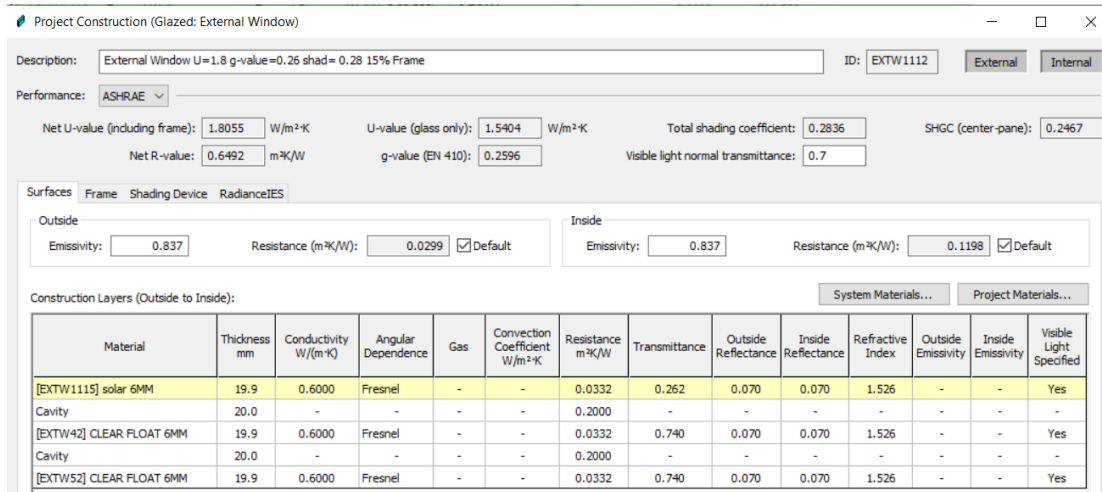 Project Construction (Glazed: External Window)
Description: External Window U=1.8 g-value=0.26 shad= 0.28 15% Frame ID: EXTW1112 External Internal
Performance: ASHRAE
Net U-value (including frame): 1.8055 W/m²·K U-value (glass only): 1.5404 W/m²·K Total shading coefficient: 0.2836 SHGC (center-pane): 0.2467
Net R-value: 0.6492 m²K/W g-value (EN 410): 0.2596 Visible light normal transmittance: 0.7
Surfaces Frame Shading Device RadianceIES
Outside Inside
Emissivity: 0.837 Resistance (m²K/W): 0.0299 Default Emissivity: 0.837 Resistance (m²K/W): 0.1198 Default
Construction Layers (Outside to Inside): System Materials... Project Materials...
Material Thickness mm Conductivity W/(m·K) Angular Dependence Gas Convection Coefficient W/m²·K Resistance m²K/W Transmittance Outside Reflectance Inside Reflectance Refractive Index Outside Emissivity Inside Emissivity Visible Light Specified
[EXTW1115] solar 6MM 19.9 0.6000 Fresnel - - 0.0332 0.262 0.070 0.070 1.526 - - Yes
Cavity 20.0 - - - - 0.2000 - - - - - - -
[EXTW42] CLEAR FLOAT 6MM 19.9 0.6000 Fresnel - - 0.0332 0.740 0.070 0.070 1.526 - - Yes
Cavity 20.0 - - - - 0.2000 - - - - - - -
[EXTW52] CLEAR FLOAT 6MM 19.9 0.6000 Fresnel - - 0.0332 0.740 0.070 0.070 1.526 - - Yes